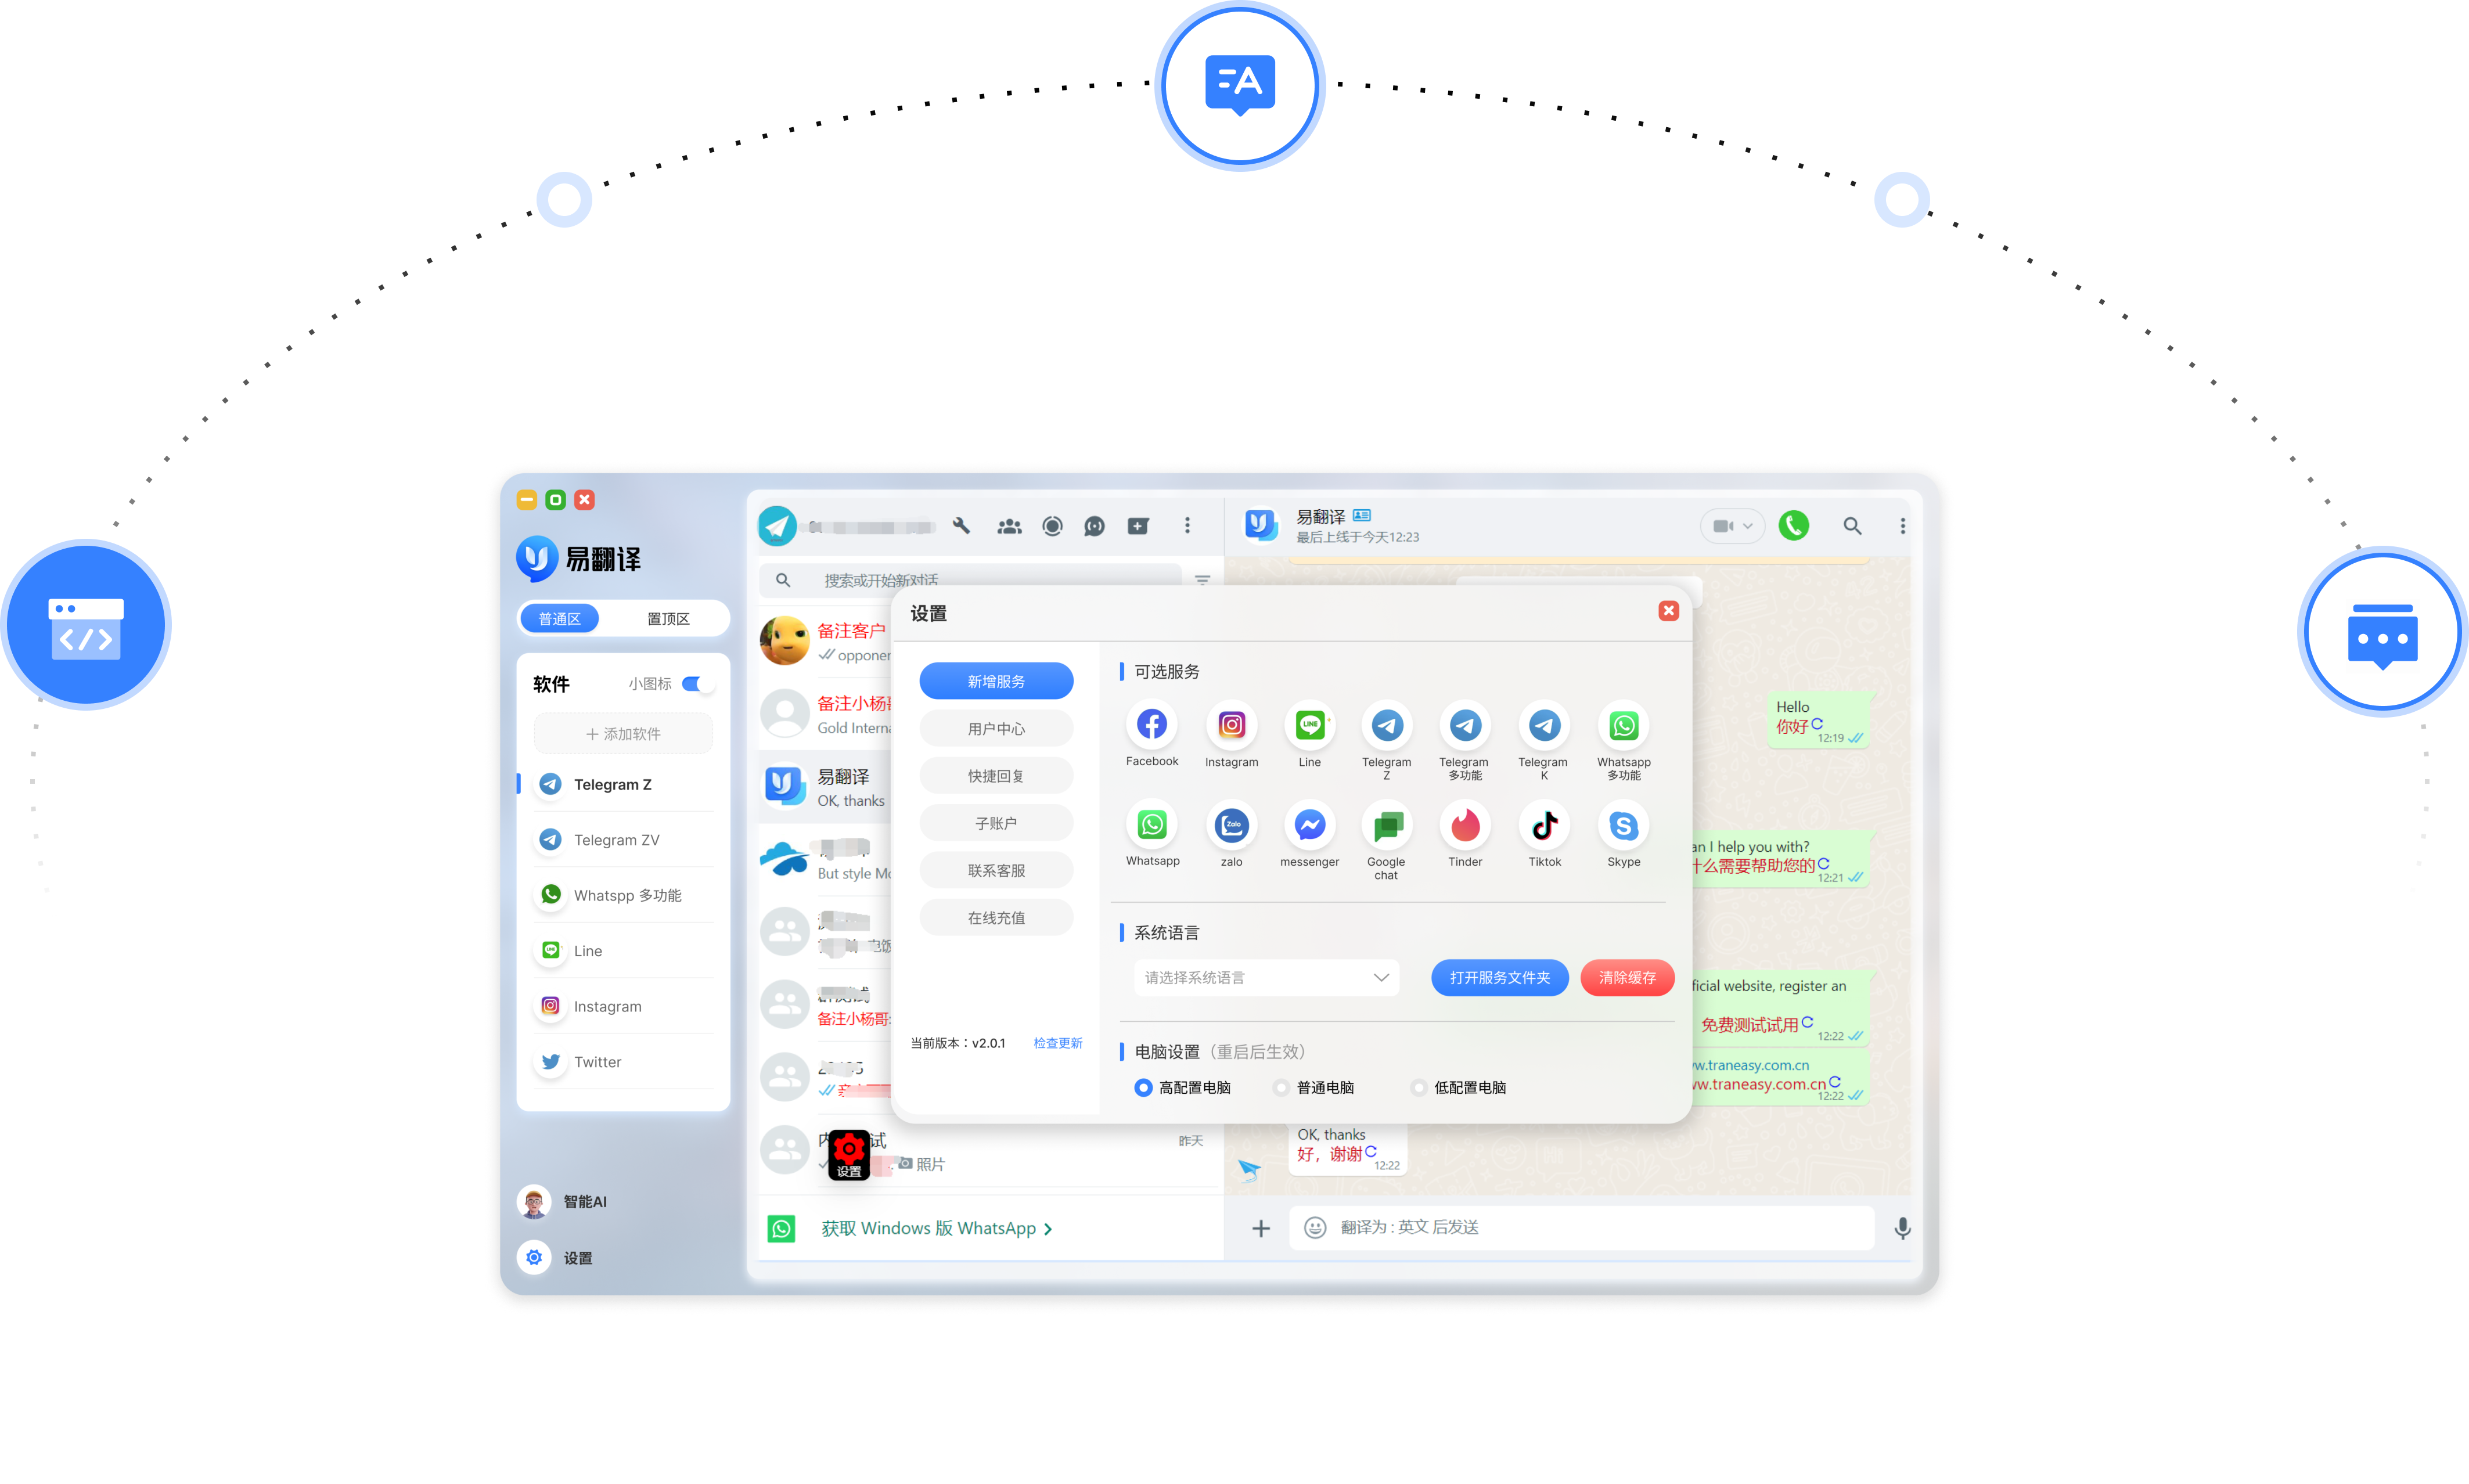 易翻译
普通区
置顶区
软件
小图标
+ 添加软件
Telegram Z
Telegram ZV
Whatspp 多功能
Line
Instagram
Twitter
智能AI
设置
搜索或开始新对话
备注客户
opponen
备注小杨哥
Gold Interna
易翻译
OK, thanks
But style Mo
备注小杨哥:
试
昨天
照片
设置
获取 Windows 版 WhatsApp
易翻译
最后上线于今天12:23
Hello
你好
12:19
an I help you with?
什么需要帮助您的
12:21
ficial website, register an
免费测试试用
12:22
w.traneasy.com.cn
ww.traneasy.com.cn
12:22
OK, thanks
好，谢谢
12:22
翻译为 : 英文 后发送
设置
新增服务
用户中心
快捷回复
子账户
联系客服
在线充值
当前版本：v2.0.1
检查更新
可选服务
Facebook
Instagram
Line
Telegram
Z
Telegram
多功能
Telegram
K
Whatsapp
多功能
Whatsapp
zalo
messenger
Google
chat
Tinder
Tiktok
Skype
系统语言
请选择系统语言
打开服务文件夹
清除缓存
电脑设置（重启后生效）
高配置电脑
普通电脑
低配置电脑